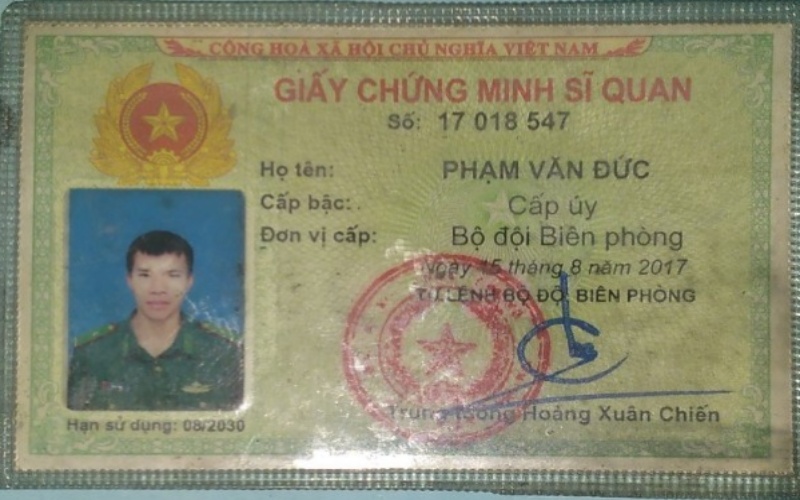 CỘNG HOÀ XÃ HỘI CHỦ NGHĨA VIỆT NAM
GIẤY CHỨNG MINH SĨ QUAN
Số: 17 018 547
Họ tên: PHẠM VĂN ĐỨC
Cấp bậc: Cấp úy
Đơn vị cấp: Bộ đội Biên phòng
Ngày 15 tháng 8 năm 2017
TƯ LỆNH BỘ ĐỘI BIÊN PHÒNG
Trung tướng Hoàng Xuân Chiến
Hạn sử dụng: 08/2030